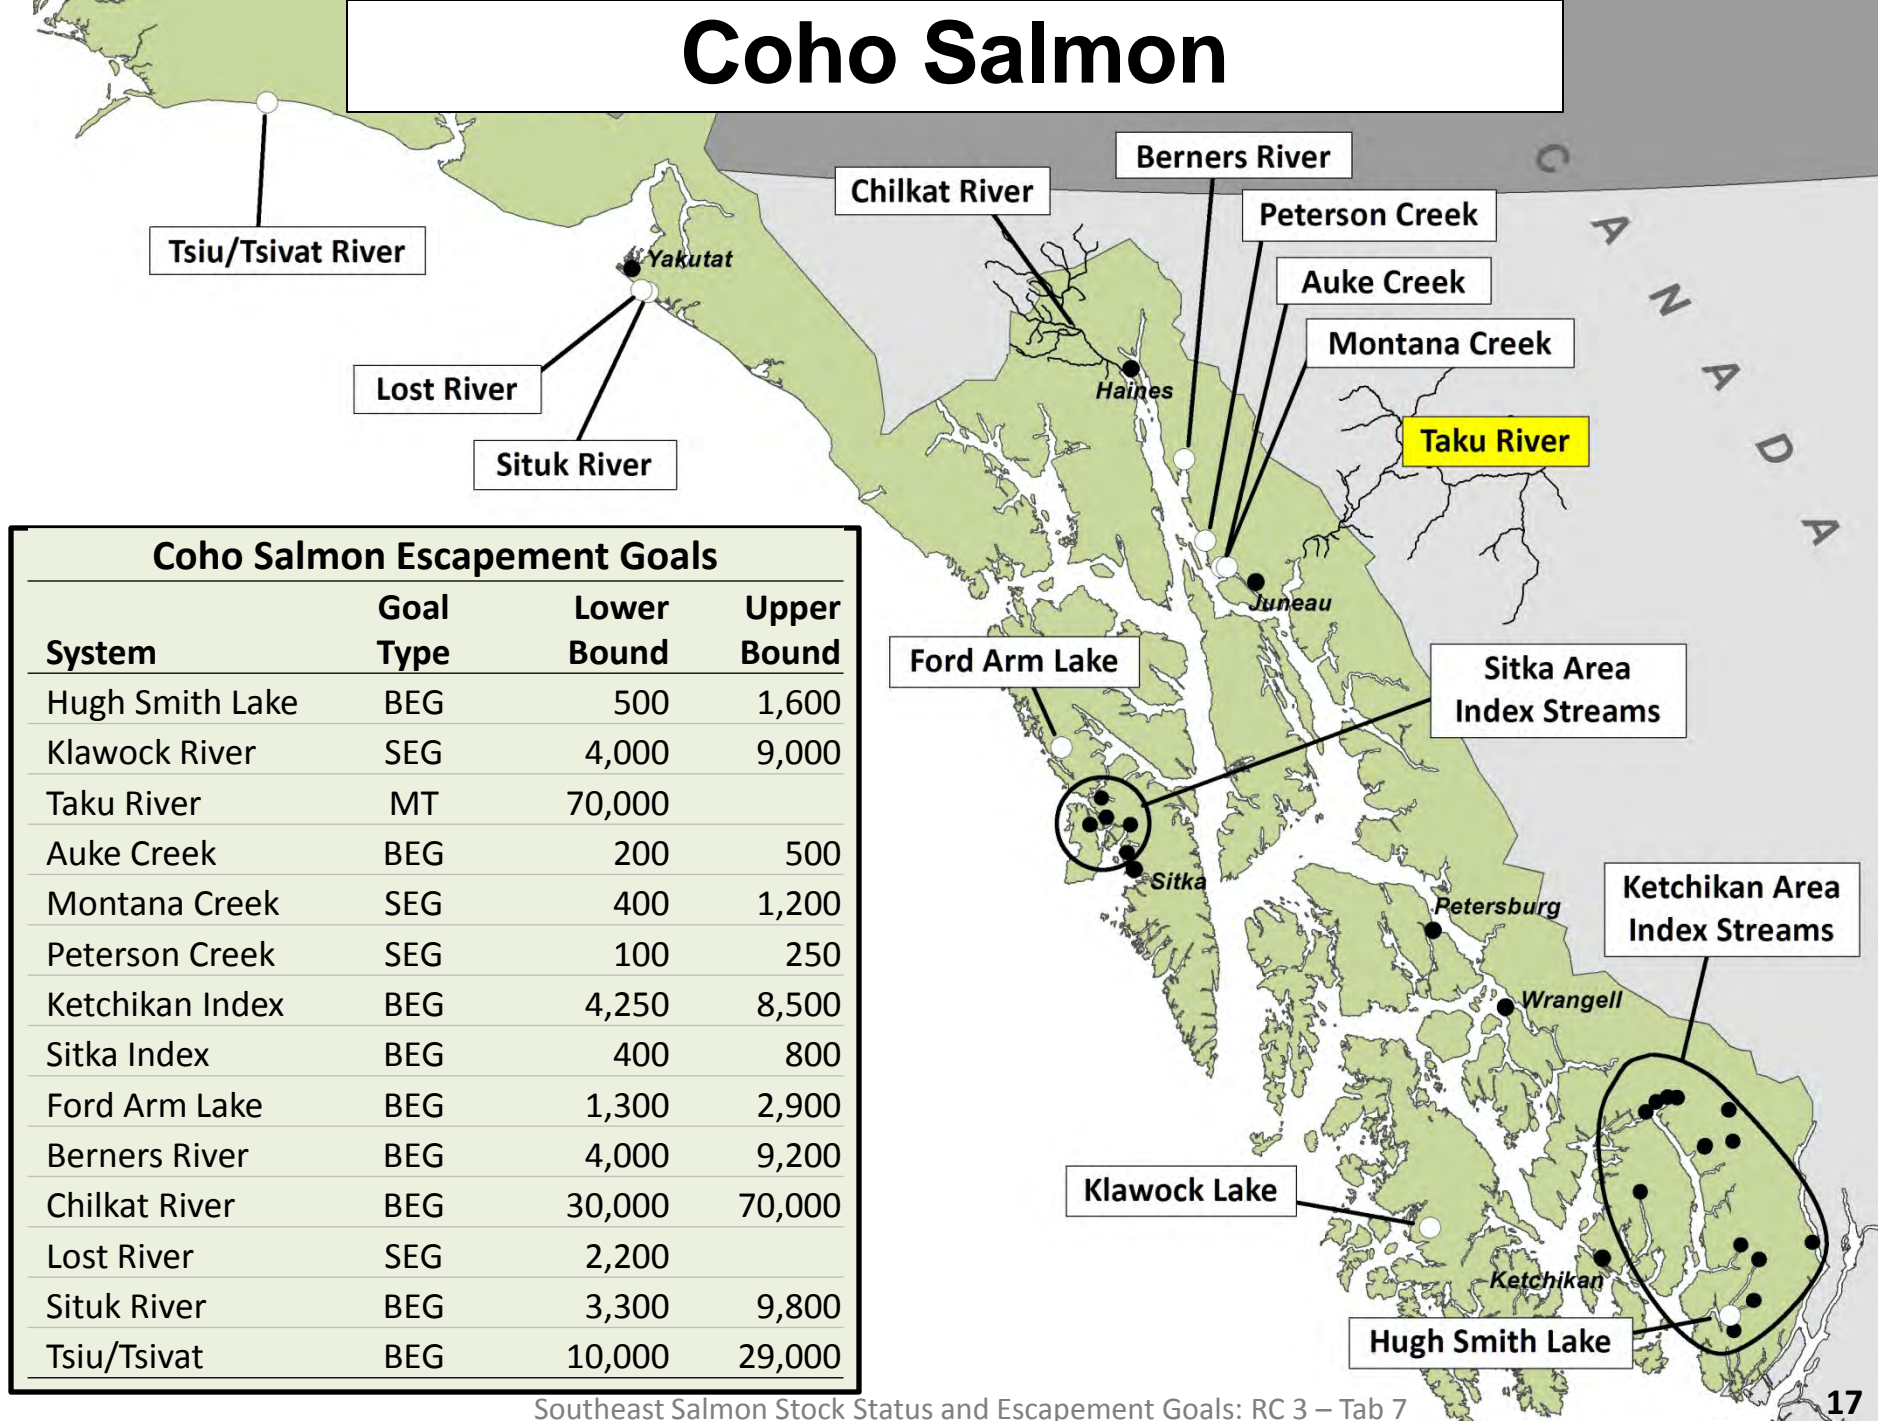 Coho Salmon
Berners River
Chilkat River
Peterson Creek
Tsiu/Tsivat River
Yakutat
Auke Creek
Montana Creek
Lost River
Haines
Taku River
Situk River
C A N A D A
Juneau
Ford Arm Lake
Sitka Area
Index Streams
Sitka
Petersburg
Ketchikan Area
Index Streams
Wrangell
Klawock Lake
Ketchikan
Hugh Smith Lake
Coho Salmon Escapement Goals
Goal Lower Upper
System Type Bound Bound
Hugh Smith Lake BEG 500 1,600
Klawock River SEG 4,000 9,000
Taku River MT 70,000
Auke Creek BEG 200 500
Montana Creek SEG 400 1,200
Peterson Creek SEG 100 250
Ketchikan Index BEG 4,250 8,500
Sitka Index BEG 400 800
Ford Arm Lake BEG 1,300 2,900
Berners River BEG 4,000 9,200
Chilkat River BEG 30,000 70,000
Lost River SEG 2,200
Situk River BEG 3,300 9,800
Tsiu/Tsivat BEG 10,000 29,000
Southeast Salmon Stock Status and Escapement Goals: RC 3 – Tab 7
17